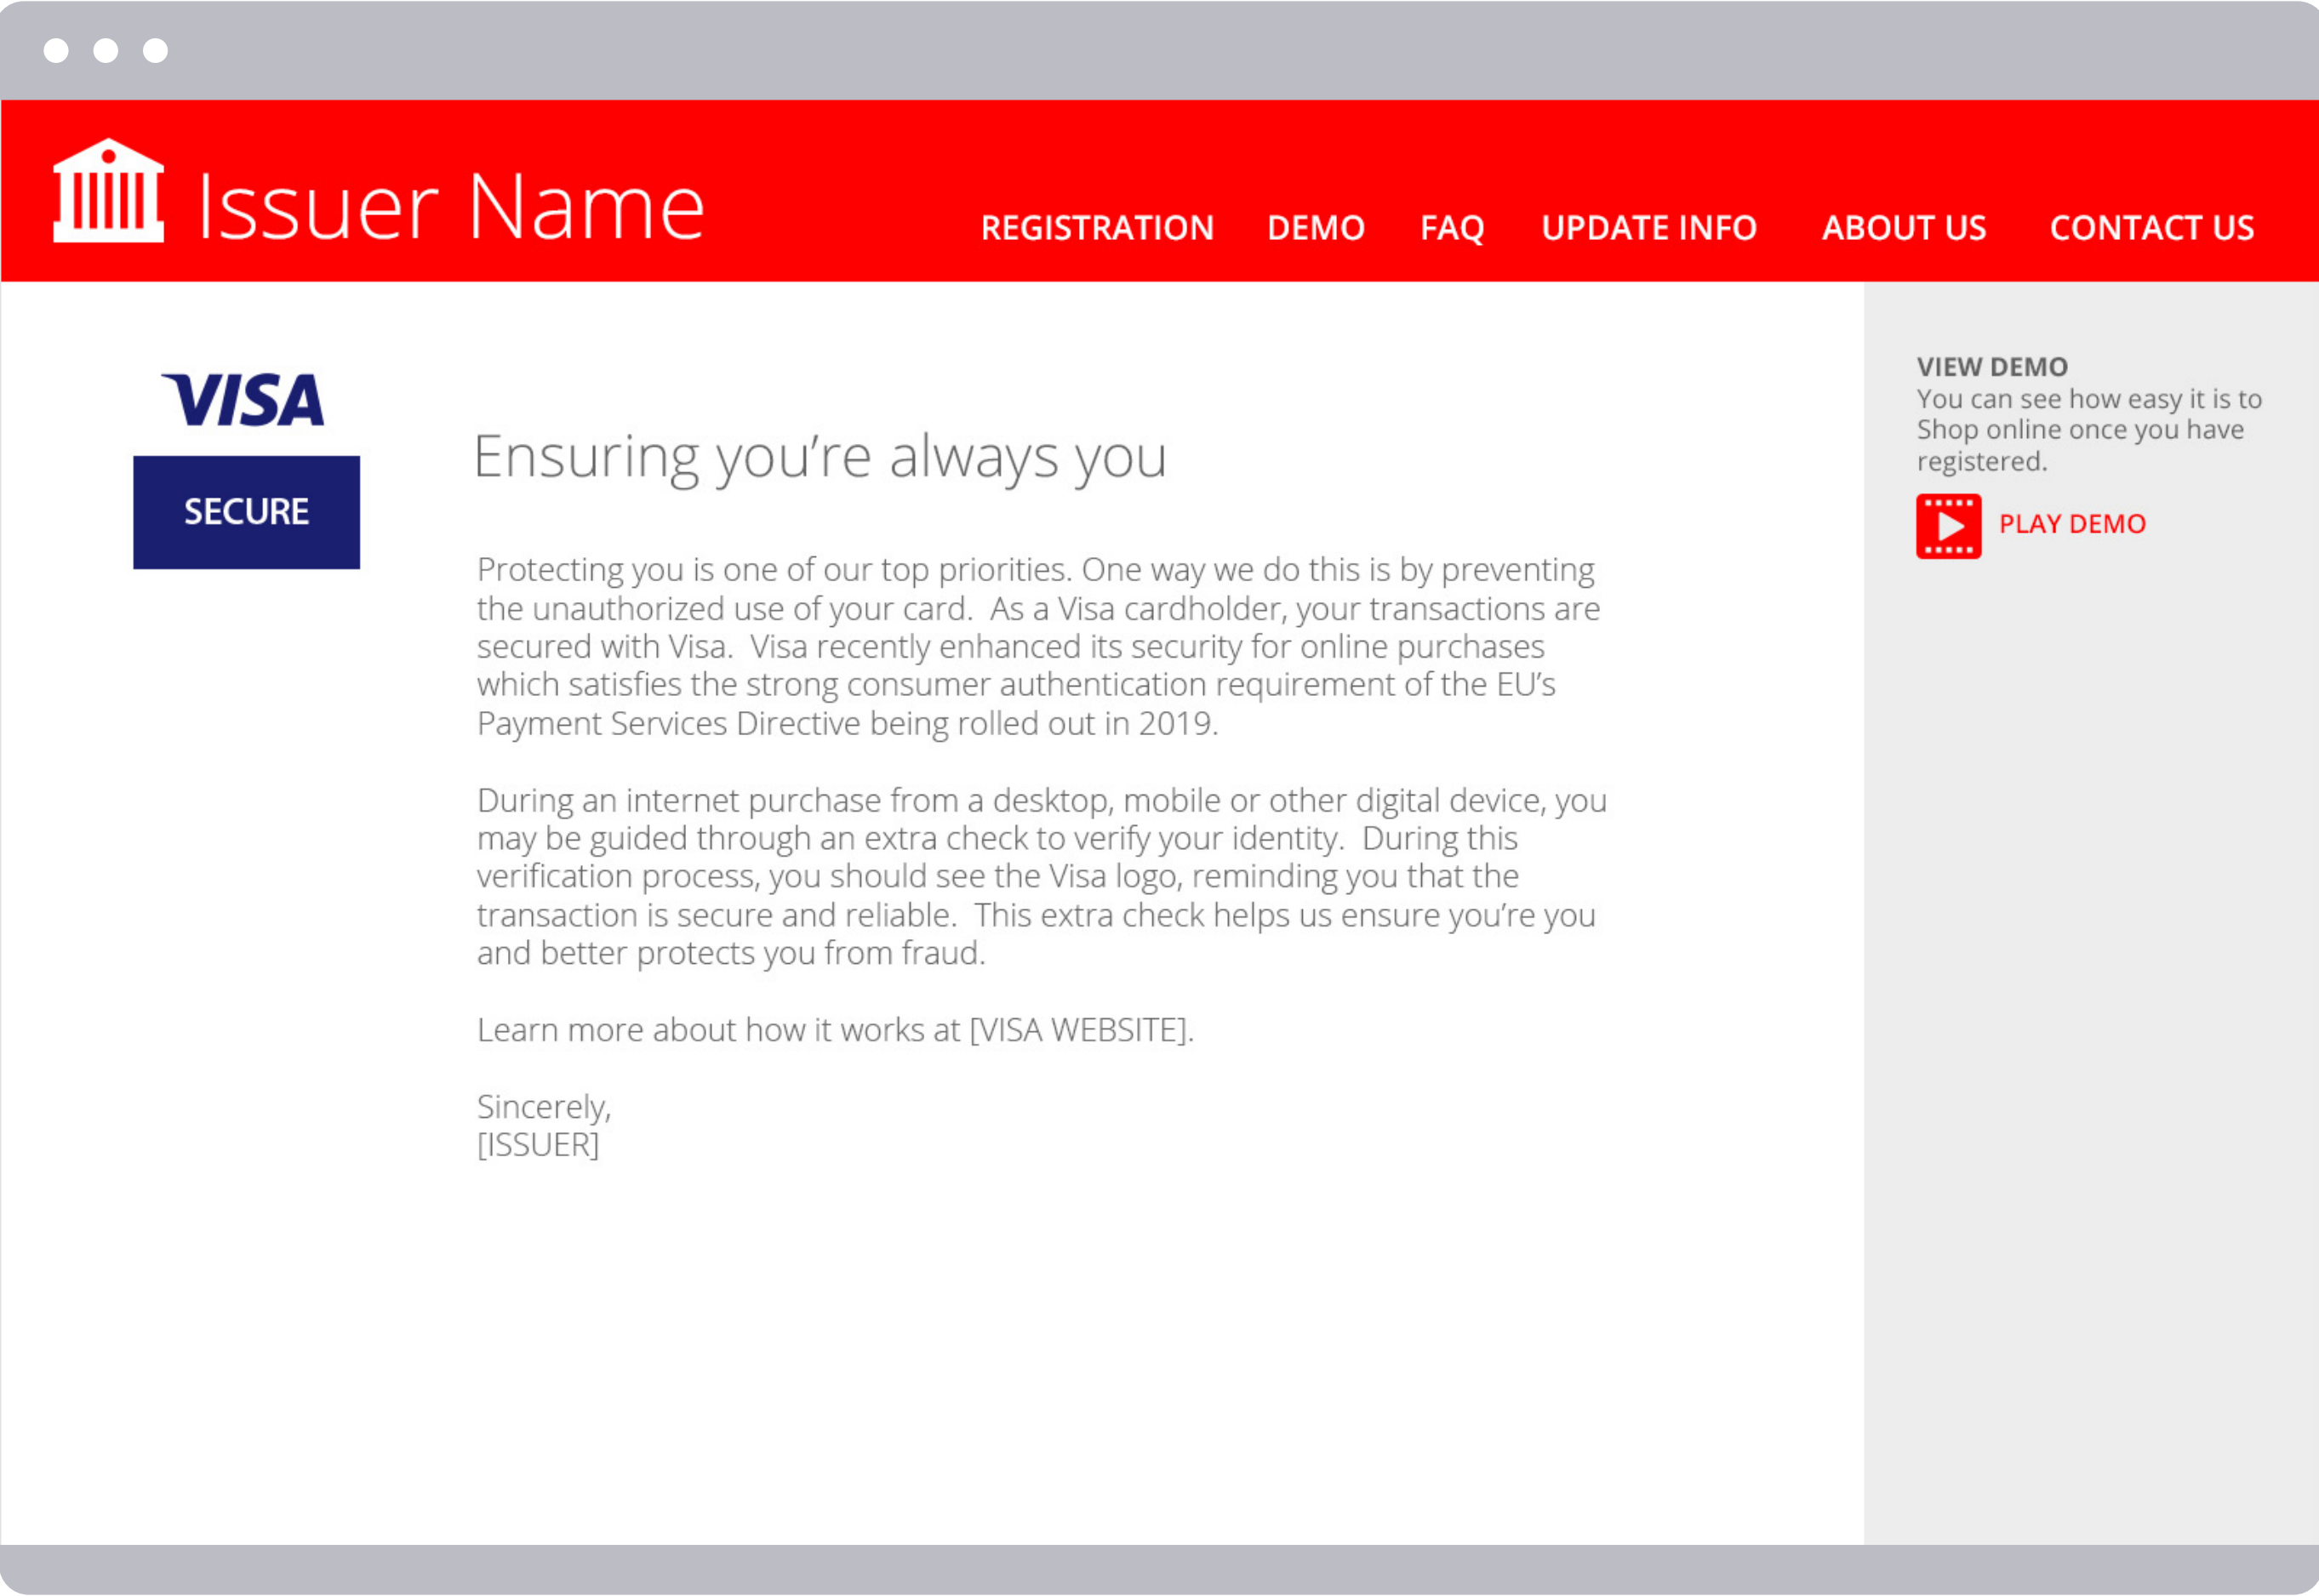 Issuer Name
REGISTRATION DEMO FAQ UPDATE INFO ABOUT US CONTACT US
VISA
SECURE
Ensuring you’re always you
Protecting you is one of our top priorities. One way we do this is by preventing
the unauthorized use of your card.  As a Visa cardholder, your transactions are
secured with Visa.  Visa recently enhanced its security for online purchases
which satisfies the strong consumer authentication requirement of the EU’s
Payment Services Directive being rolled out in 2019.
During an internet purchase from a desktop, mobile or other digital device, you
may be guided through an extra check to verify your identity.  During this
verification process, you should see the Visa logo, reminding you that the
transaction is secure and reliable.  This extra check helps us ensure you’re you
and better protects you from fraud.
Learn more about how it works at [VISA WEBSITE].
Sincerely,
[ISSUER]
VIEW DEMO
You can see how easy it is to
Shop online once you have
registered.
PLAY DEMO